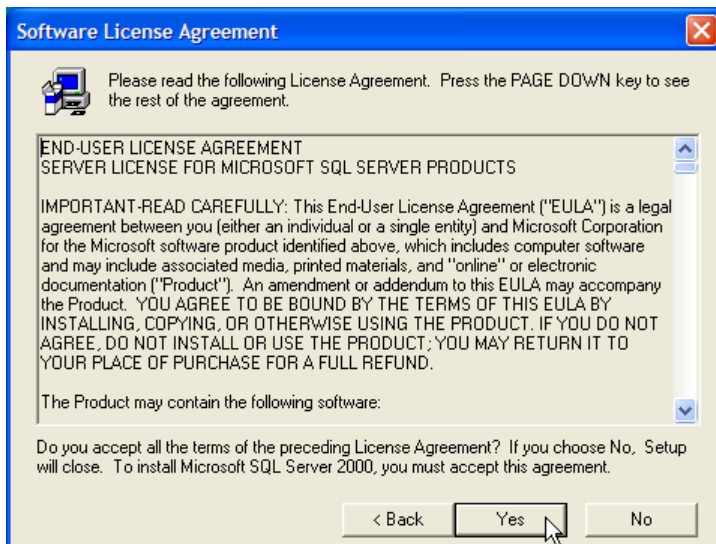 Software License Agreement
Please read the following License Agreement. Press the PAGE DOWN key to see
the rest of the agreement.
END-USER LICENSE AGREEMENT
SERVER LICENSE FOR MICROSOFT SQL SERVER PRODUCTS
IMPORTANT-READ CAREFULLY: This End-User License Agreement ("EULA") is a legal
agreement between you (either an individual or a single entity) and Microsoft Corporation
for the Microsoft software product identified above, which includes computer software
and may include associated media, printed materials, and "online" or electronic
documentation ("Product"). An amendment or addendum to this EULA may accompany
the Product. YOU AGREE TO BE BOUND BY THE TERMS OF THIS EULA BY
INSTALLING, COPYING, OR OTHERWISE USING THE PRODUCT. IF YOU DO NOT
AGREE, DO NOT INSTALL OR USE THE PRODUCT; YOU MAY RETURN IT TO
YOUR PLACE OF PURCHASE FOR A FULL REFUND.
The Product may contain the following software:
Do you accept all the terms of the preceding License Agreement? If you choose No, Setup
will close. To install Microsoft SQL Server 2000, you must accept this agreement.
< Back Yes No